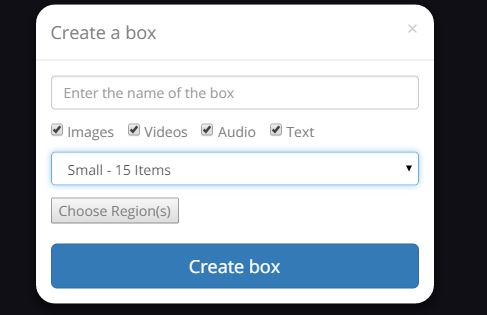 Create a box ×
Enter the name of the box
Images Videos Audio Text
Small - 15 Items
Choose Region(s)
Create box